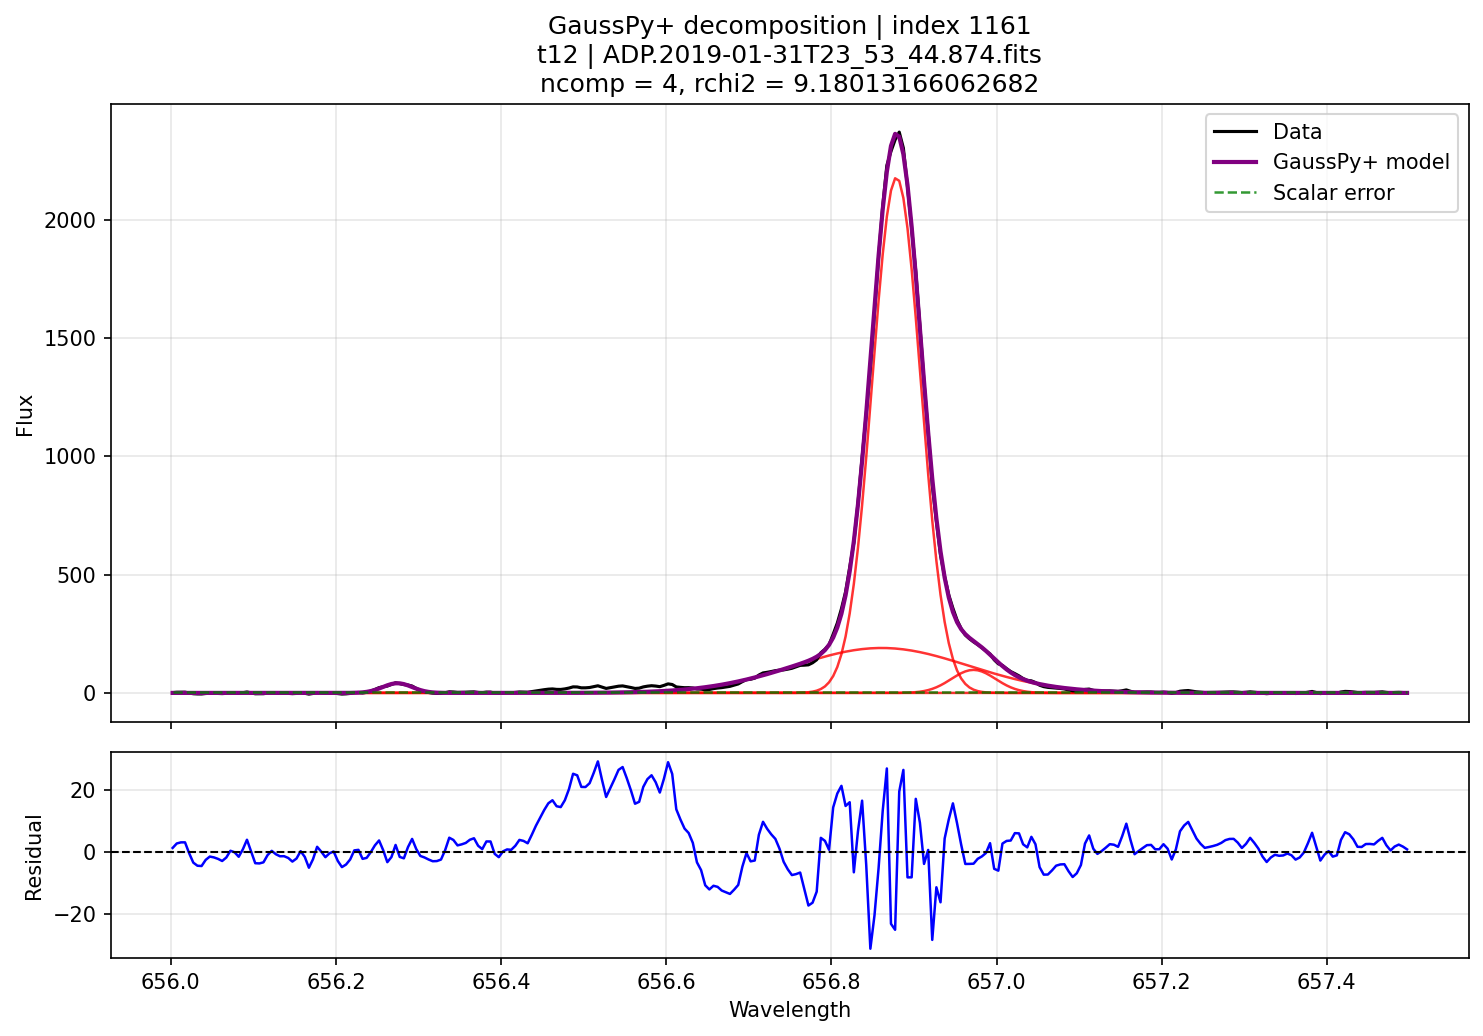 GaussPy+ decomposition | index 1161
t12 | ADP.2019-01-31T23_53_44.874.fits
ncomp = 4, rchi2 = 9.18013166062682
Data
GaussPy+ model
Scalar error
Flux
2000
1500
1000
500
0
Residual
20
0
−20
656.0 656.2 656.4 656.6 656.8 657.0 657.2 657.4
Wavelength